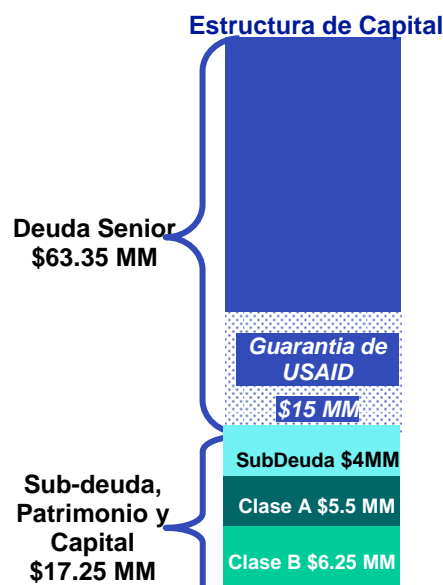 Estructura de Capital
Deuda Senior
$63.35 MM
Guarantia de
USAID
$15 MM
SubDeuda $4MM
Sub-deuda,
Patrimonio y
Capital
$17.25 MM
Clase A $5.5 MM
Clase B $6.25 MM